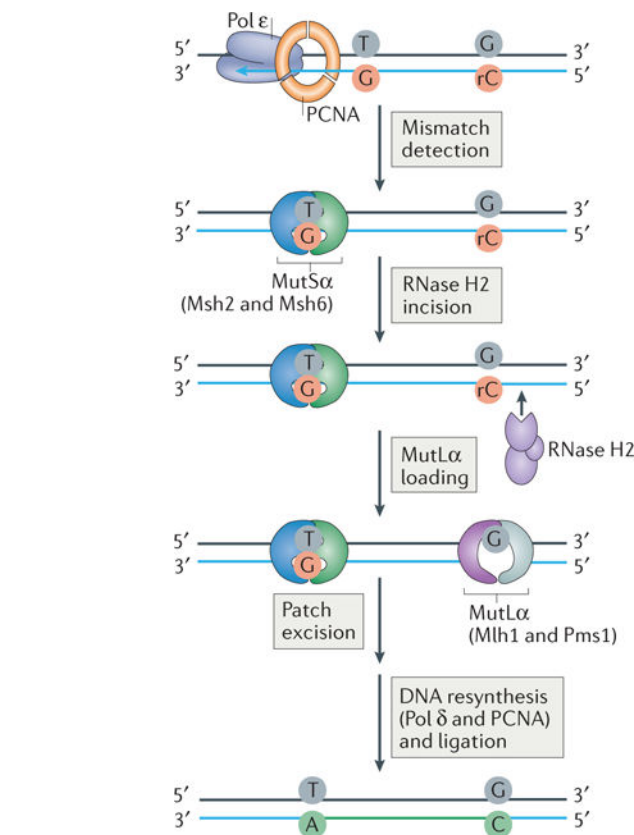 Pol ε
T G
5′ 3′
3′ G rC 5′
PCNA
Mismatch
detection
5′ T G 3′
3′ G rC 5′
MutSα
(Msh2 and Msh6)
RNase H2
incision
5′ T G 3′
3′ G rC 5′
RNase H2
MutLα
loading
5′ T G 3′
3′ G 5′
Patch
excision
MutLα
(Mlh1 and Pms1)
DNA resynthesis
(Pol δ and PCNA)
and ligation
5′ T G 3′
3′ A C 5′